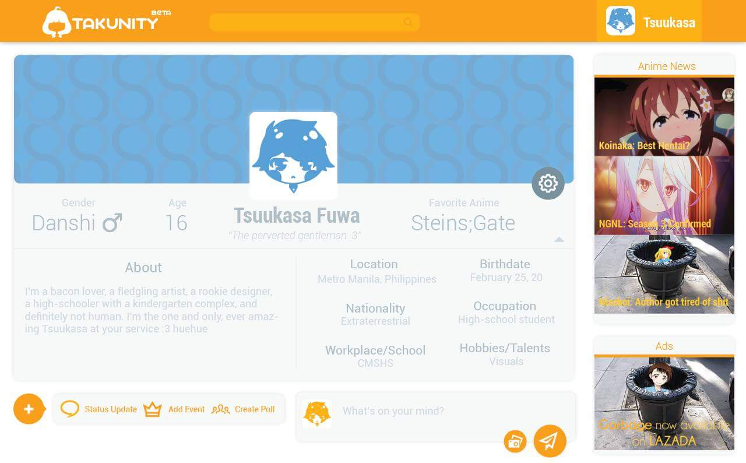 TAKUNITY BETA
Tsuukasa
Gender
Danshi
Age
16
Tsuukasa Fuwa
"The perverted gentleman :3"
Favorite Anime
Steins;Gate
About
I'm a bacon lover, a fledgling artist, a rookie designer,
a high-schooler with a kindergarten complex, and
definitely not human. I'm the one and only, ever amaz-
ing Tsuukasa at your service :3 huehue
Location
Metro Manila, Philippines
Birthdate
February 25, 20
Nationality
Extraterrestrial
Occupation
High-school student
Workplace/School
CMSHS
Hobbies/Talents
Visuals
Status Update
Add Event
Create Poll
What's on your mind?
Anime News
Koinaka: Best Hentai?
NGNL: Season 3 Confirmed
Author got tired of shit
Ads
Garbage now available
on LAZADA